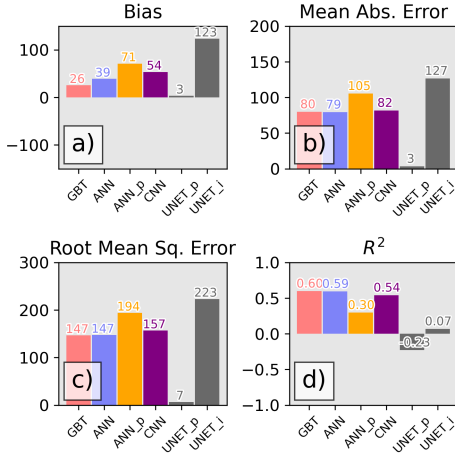 Bias
100
0
−100
26
39
71
54
3
123
a)
GBT
ANN
ANN_p
CNN
UNET_p
UNET_i
Mean Abs. Error
200
150
100
50
0
80
79
105
82
3
127
b)
GBT
ANN
ANN_p
CNN
UNET_p
UNET_i
Root Mean Sq. Error
300
200
100
0
147
147
194
157
7
223
c)
GBT
ANN
ANN_p
CNN
UNET_p
UNET_i
R²
1.0
0.5
0.0
−0.5
−1.0
0.60
0.59
0.30
0.54
-0.23
0.07
d)
GBT
ANN
ANN_p
CNN
UNET_p
UNET_i